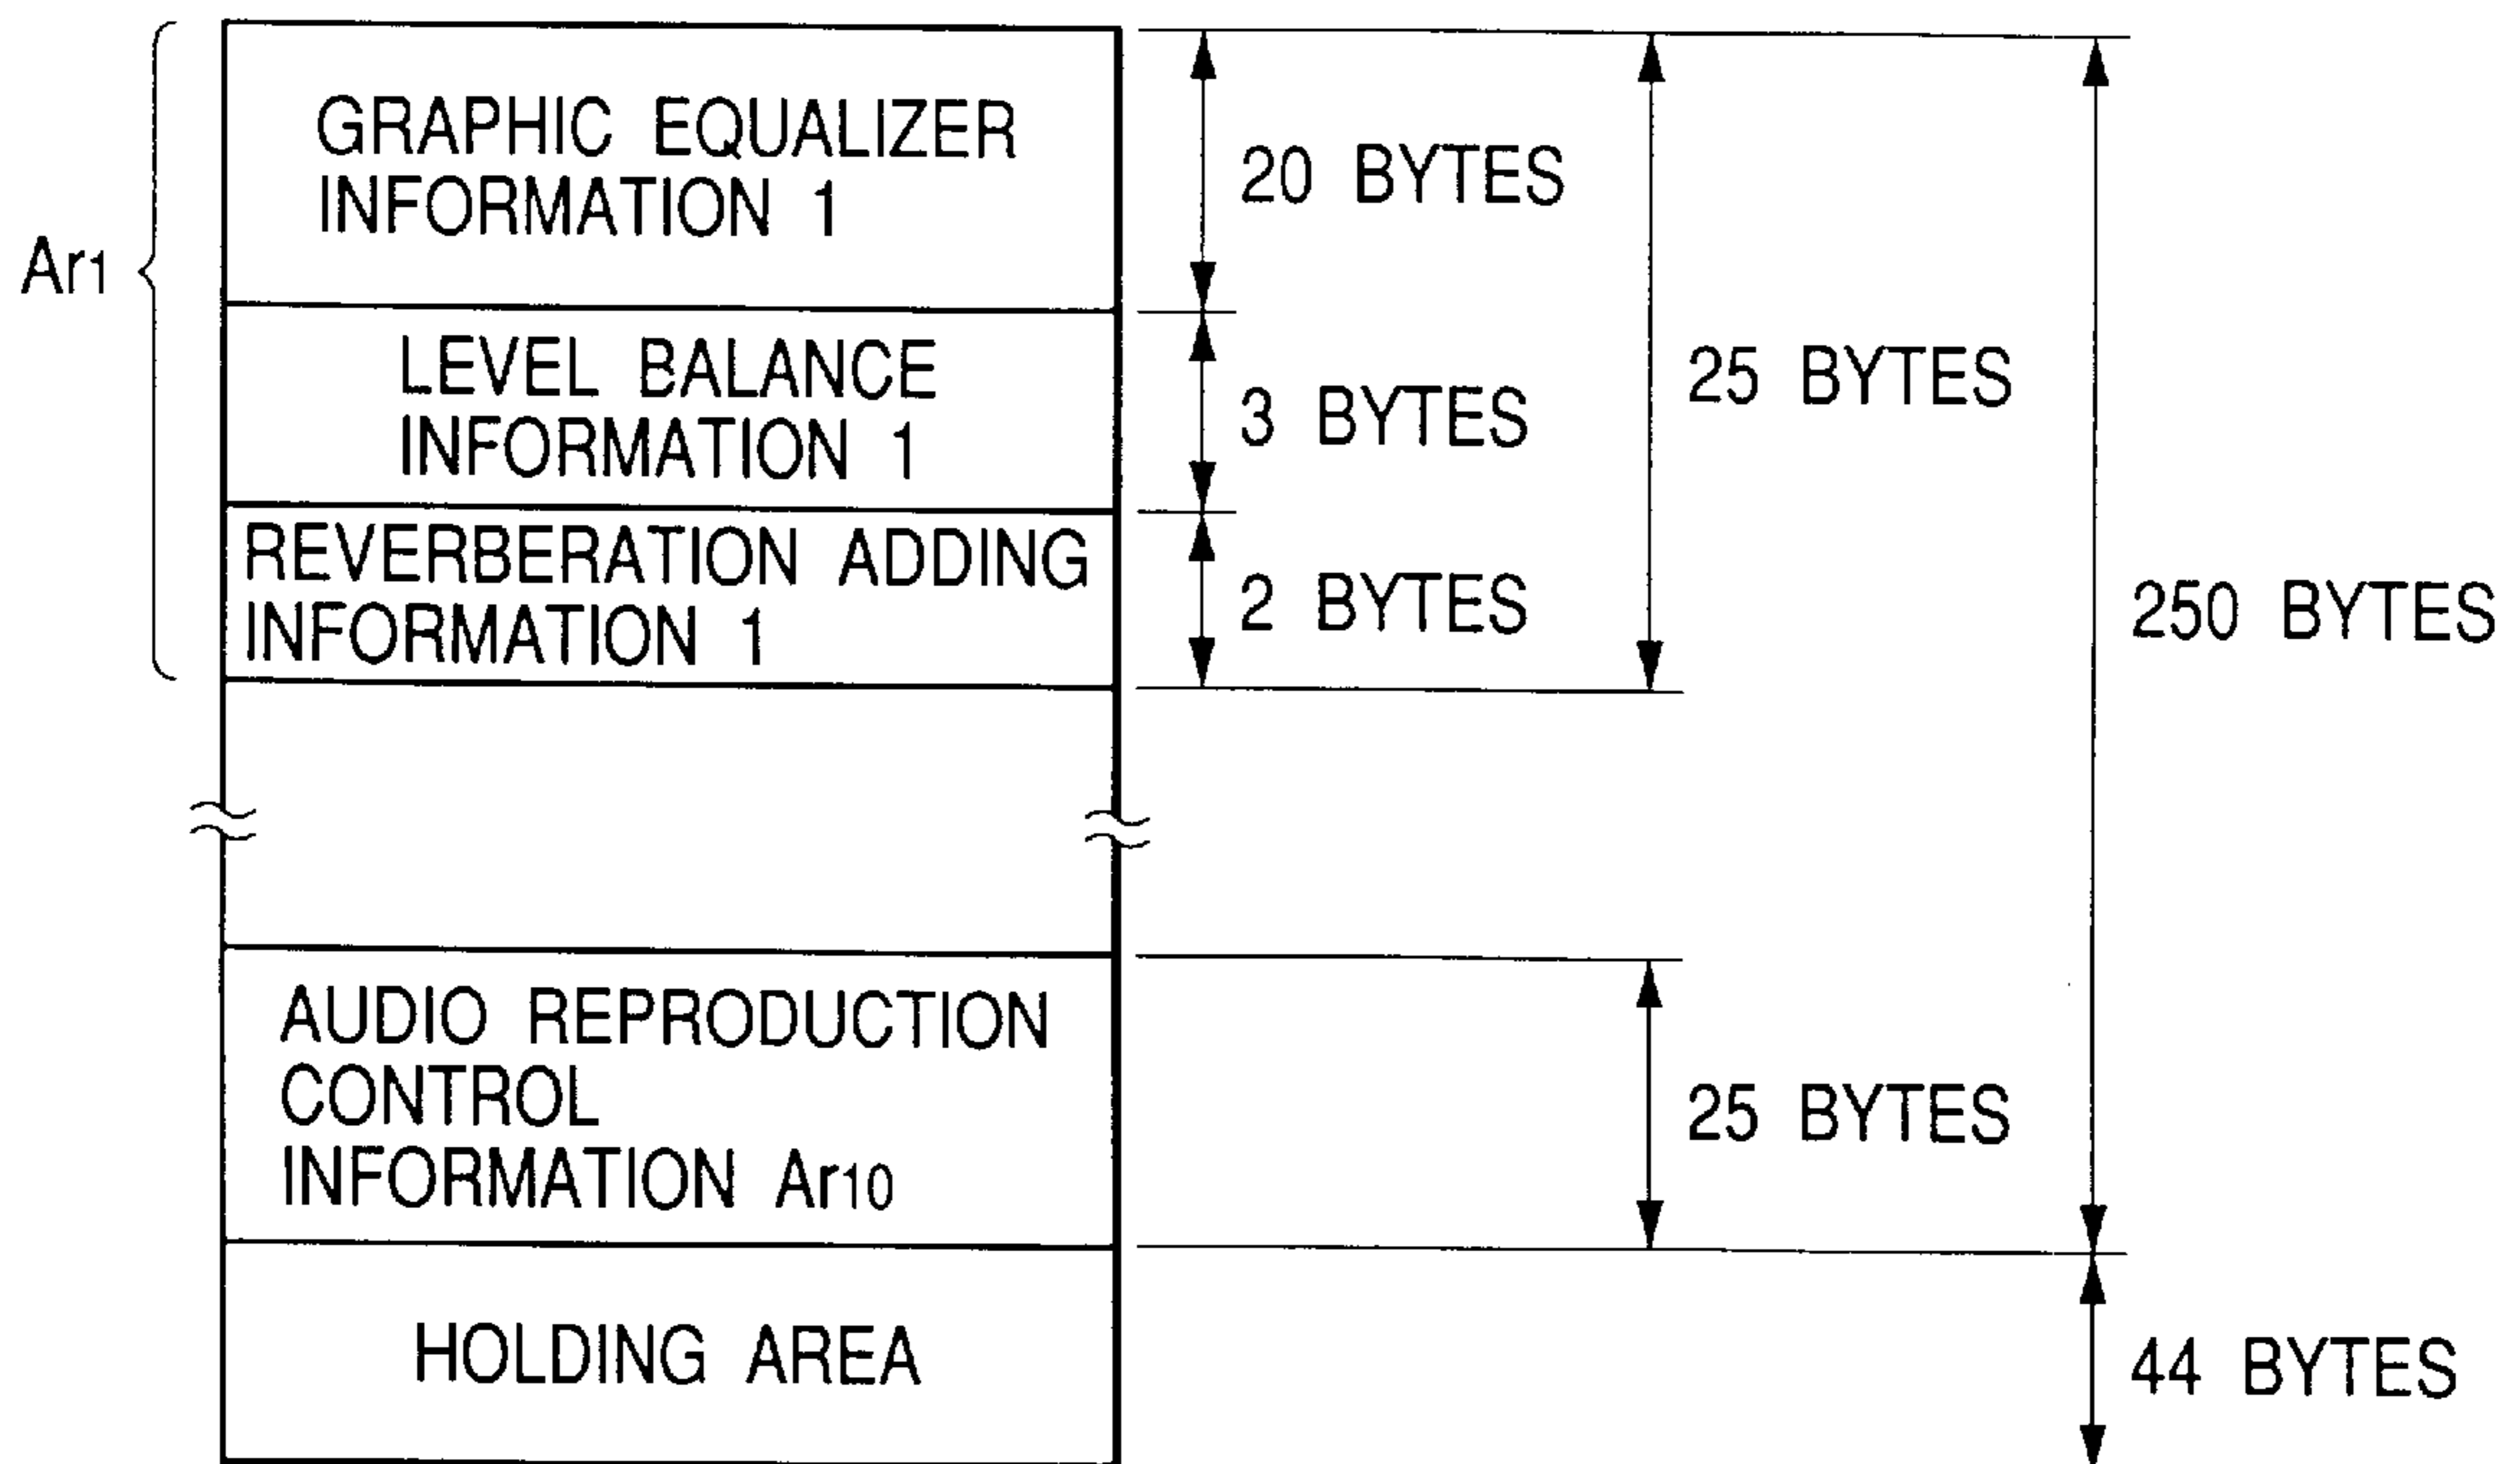 Ar1
GRAPHIC EQUALIZER
INFORMATION 1
20 BYTES
LEVEL BALANCE
INFORMATION 1
3 BYTES
25 BYTES
REVERBERATION ADDING
INFORMATION 1
2 BYTES
250 BYTES
AUDIO REPRODUCTION
CONTROL
INFORMATION Ar10
25 BYTES
HOLDING AREA
44 BYTES